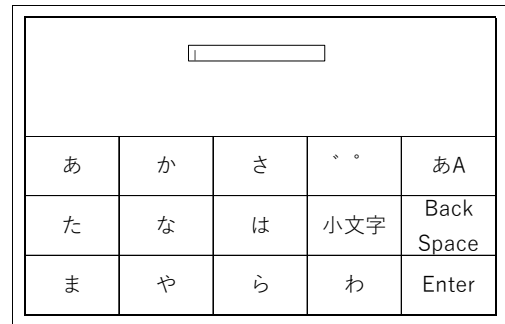 あ か さ ゛゜ あA
た な は 小文字 Back Space
ま や ら わ Enter